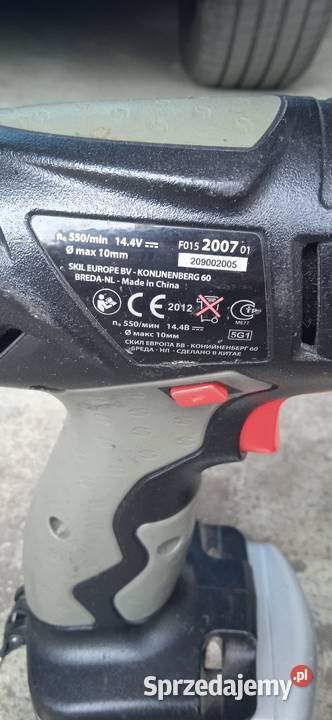 n₀ 550/min 14.4V ⎓ F015 2007 01
Ø max 10mm 209002005
SKIL EUROPE BV - KONIJNENBERG 60
BREDA-NL - Made in China
CE 2012
ME77
n₀ 550/мин 14.4В ⎓ 5G1
Ø макс 10мм
СКИЛ ЕВРОПА БВ - КОНИЙНЕНБЕРГ 60
БРЕДА - НЛ - СДЕЛАНО В КИТАЕ
Sprzedajemy.pl